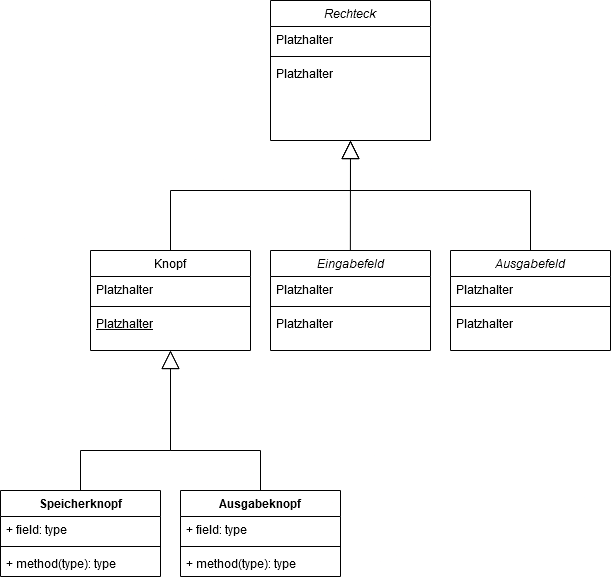 Rechteck
Platzhalter
Platzhalter
Knopf
Platzhalter
Platzhalter
Eingabefeld
Platzhalter
Platzhalter
Ausgabefeld
Platzhalter
Platzhalter
Speicherknopf
+ field: type
+ method(type): type
Ausgabeknopf
+ field: type
+ method(type): type